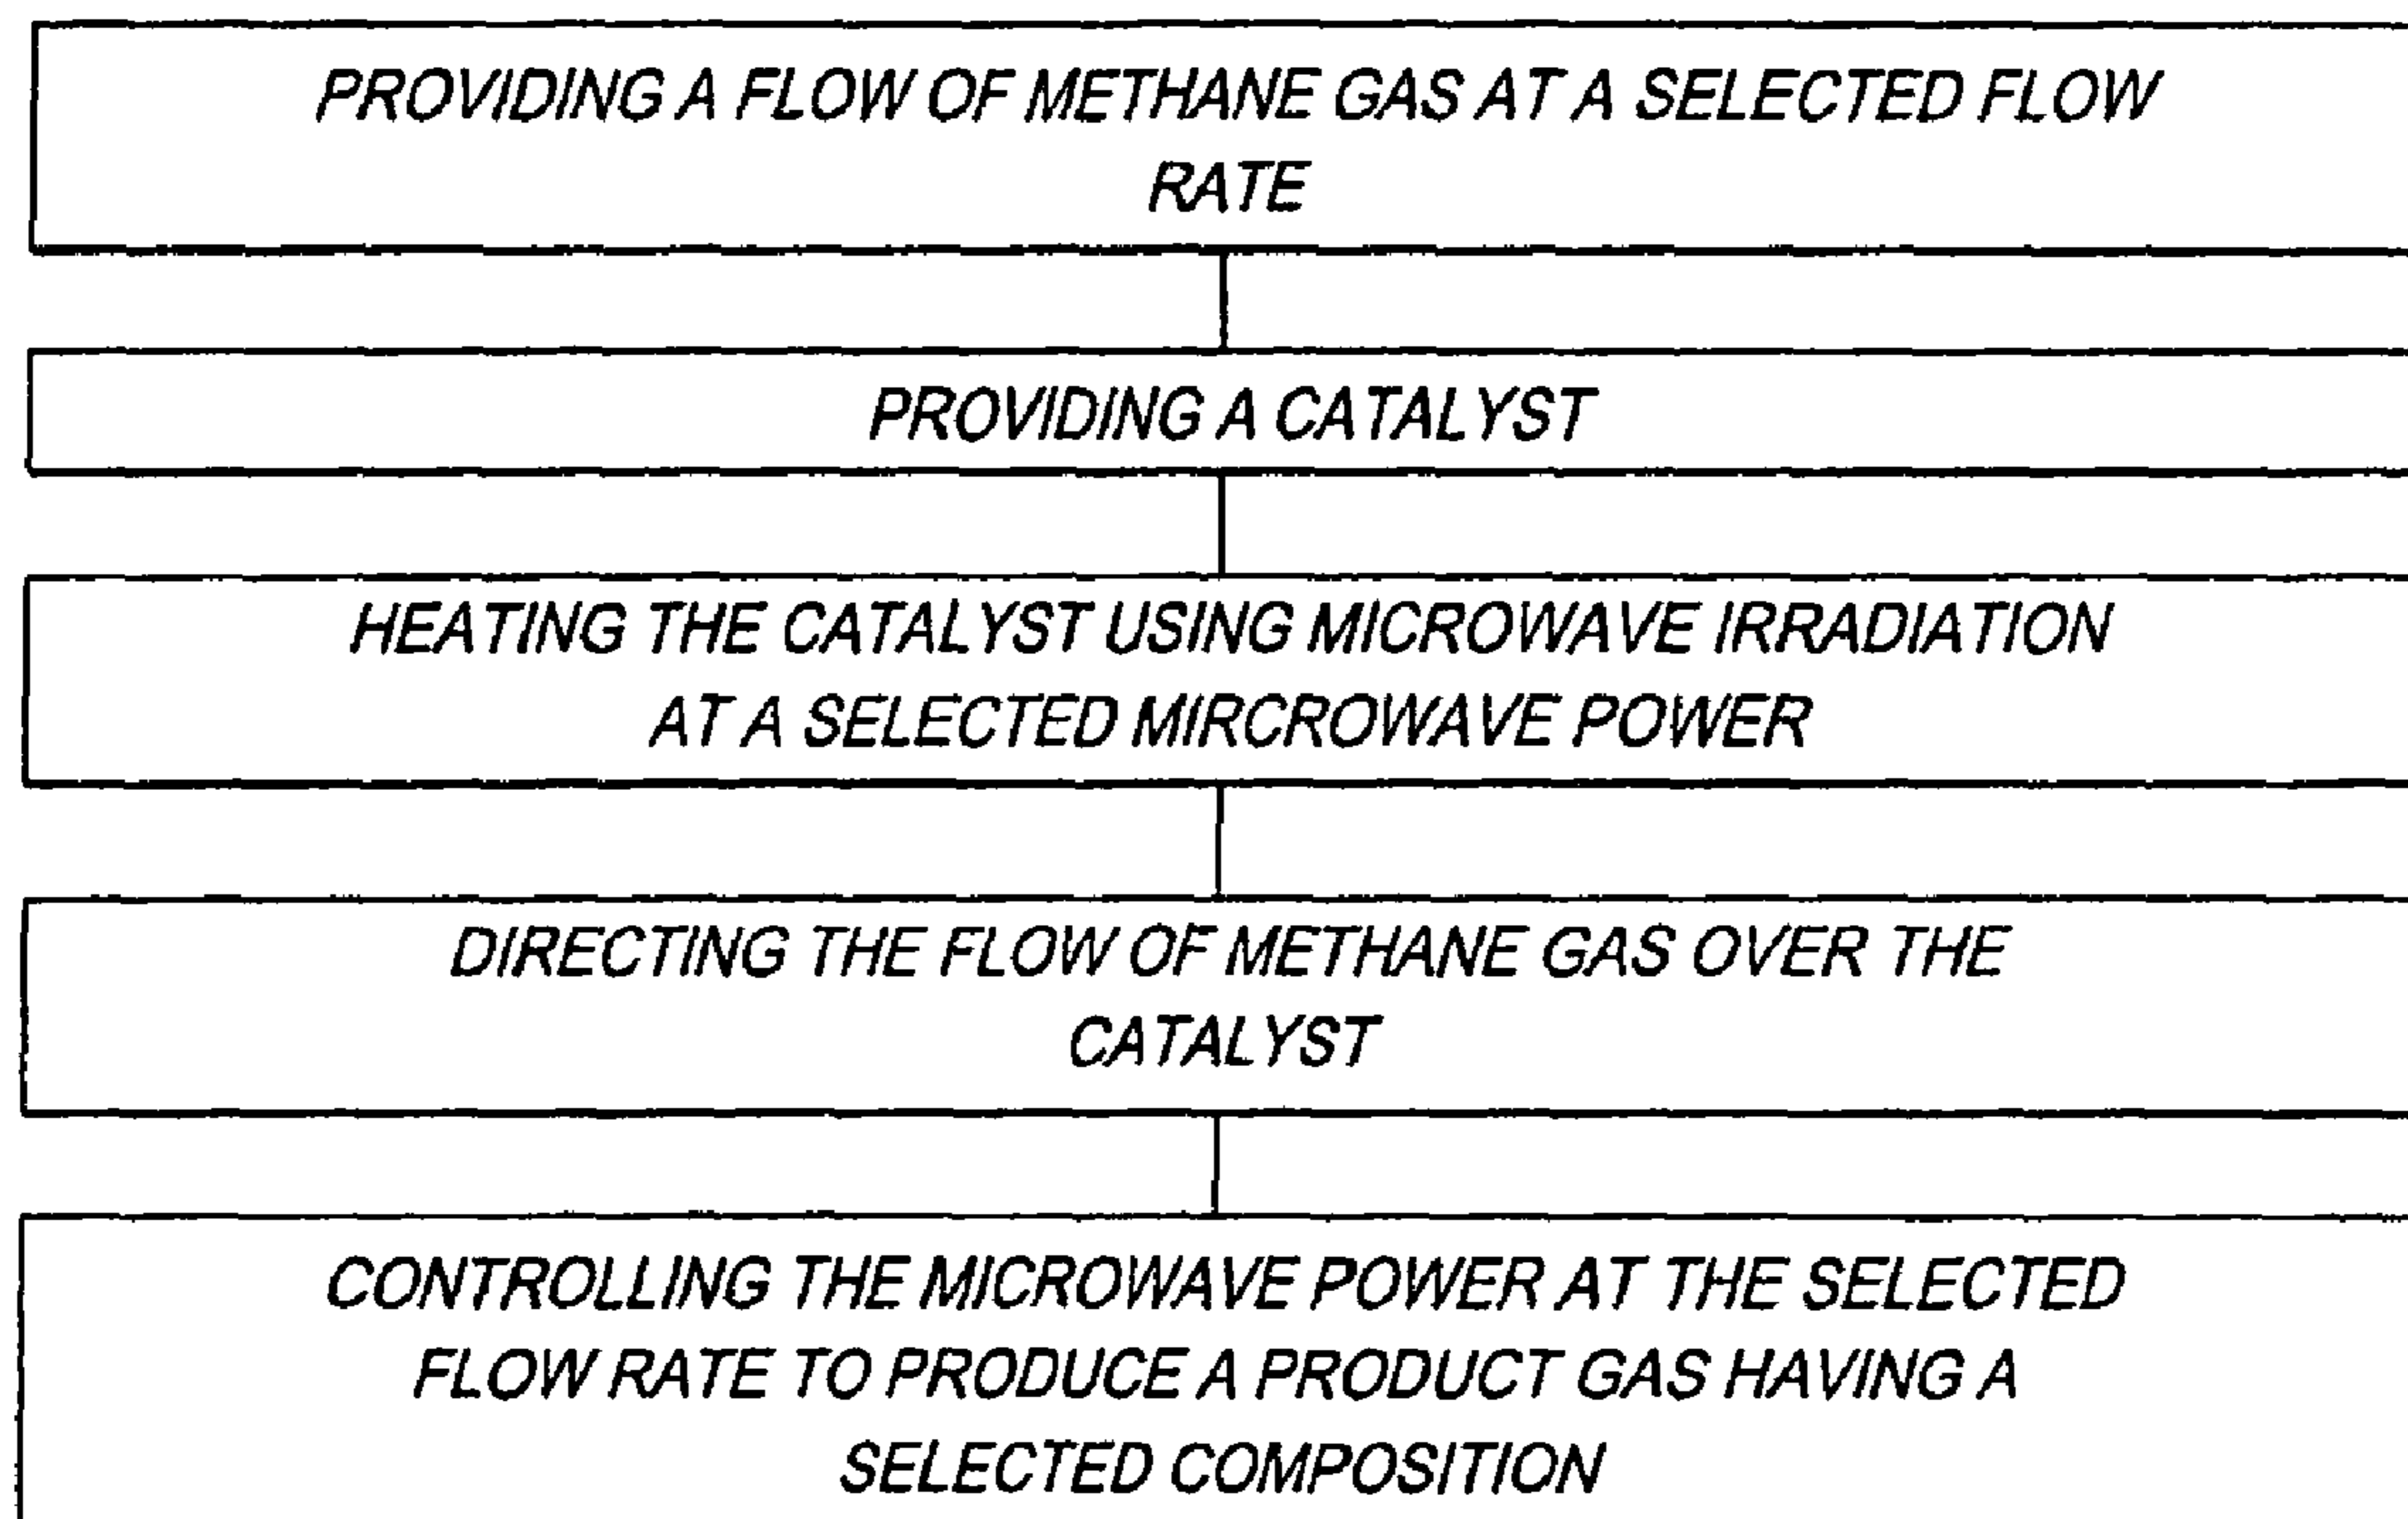 PROVIDING A FLOW OF METHANE GAS AT A SELECTED FLOW
RATE
PROVIDING A CATALYST
HEATING THE CATALYST USING MICROWAVE IRRADIATION
AT A SELECTED MIRCROWAVE POWER
DIRECTING THE FLOW OF METHANE GAS OVER THE
CATALYST
CONTROLLING THE MICROWAVE POWER AT THE SELECTED
FLOW RATE TO PRODUCE A PRODUCT GAS HAVING A
SELECTED COMPOSITION